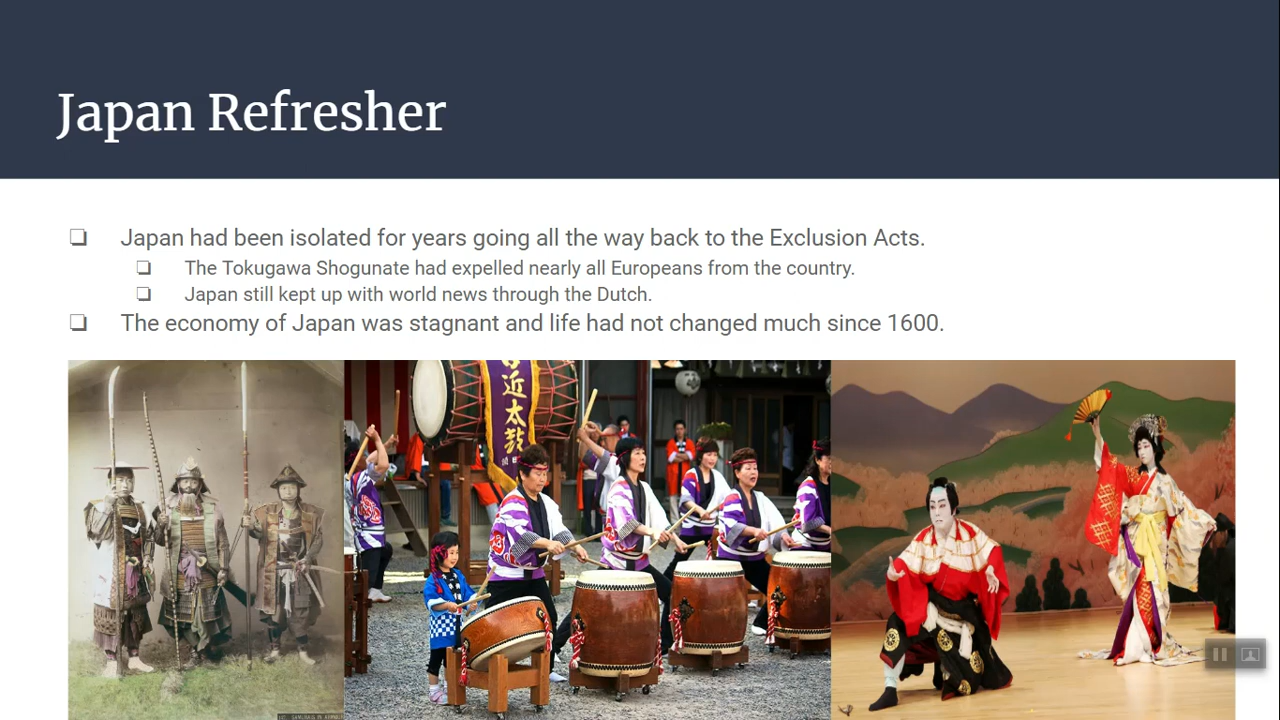 Japan Refresher
Japan had been isolated for years going all the way back to the Exclusion Acts.
The Tokugawa Shogunate had expelled nearly all Europeans from the country.
Japan still kept up with world news through the Dutch.
The economy of Japan was stagnant and life had not changed much since 1600.
近太鼓